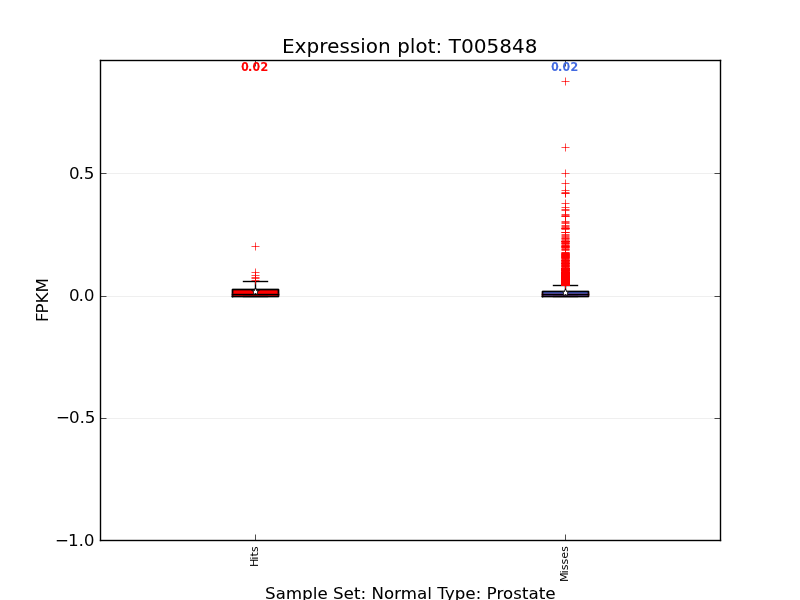 Expression plot: T005848
0.02
0.02
0.5
0.0
−0.5
−1.0
FPKM
Hits
Misses
Sample Set: Normal Type: Prostate